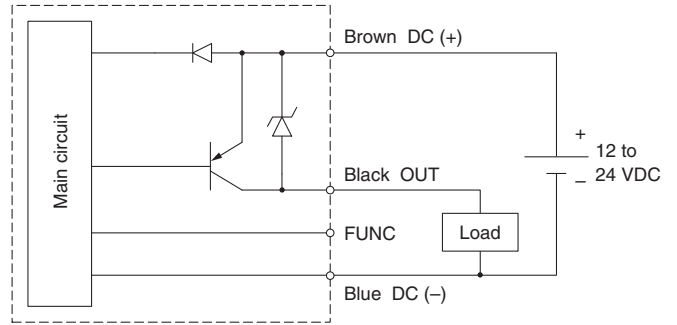 Main circuit
Brown DC (+)
Black OUT
FUNC
Blue DC (–)
Load
+
12 to
– 24 VDC